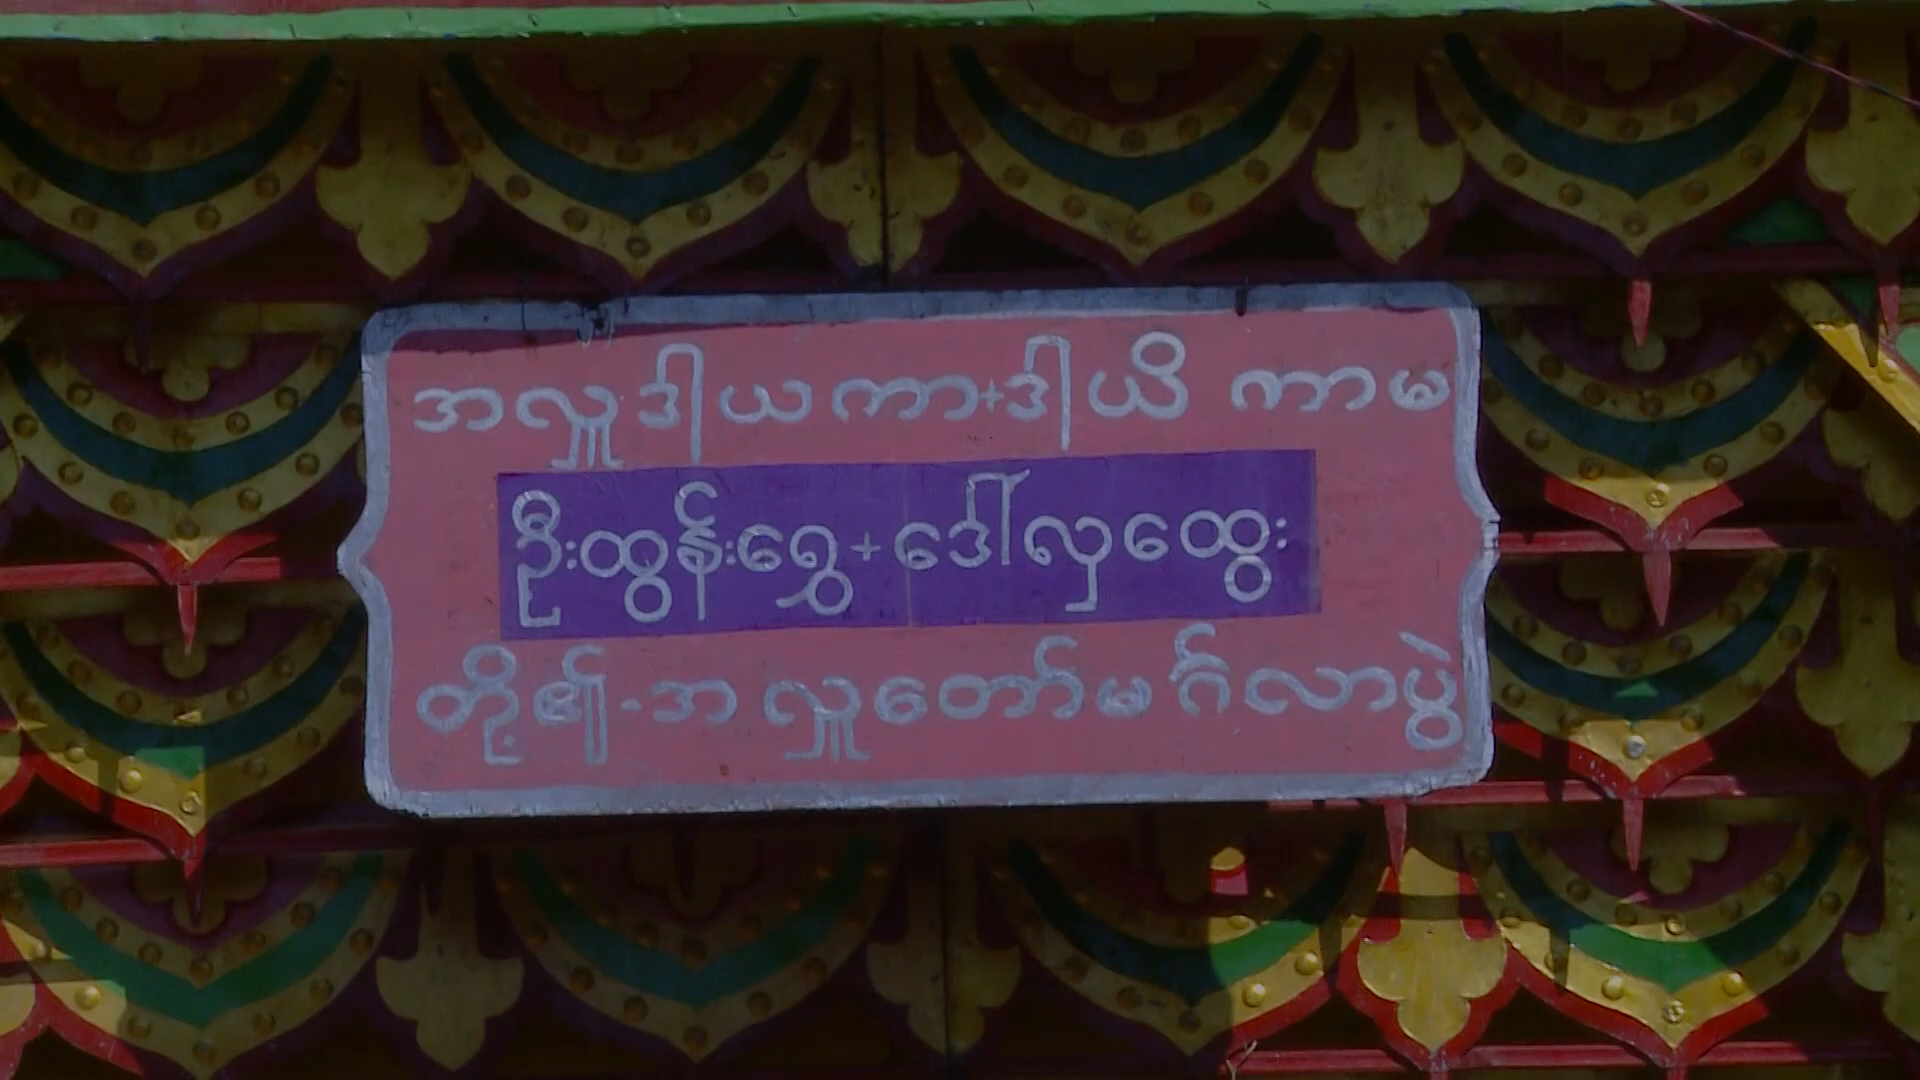 အလှူဒါယကာ+ဒါယိကာမ
ဦးထွန်းရွှေ+ဒေါ်လှထွေး
တို့၏-အလှူတော်မင်္ဂလာပွဲ